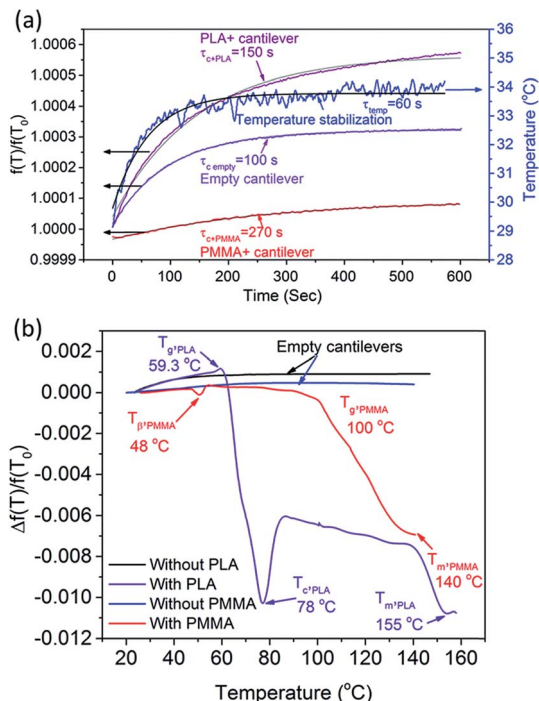 (a)
1.0006
1.0005
1.0004
1.0003
1.0002
1.0001
1.0000
0.9999
f(T)/f(T₀)
PLA+ cantilever
τc+PLA=150 s
τtemp=60s
Temperature stabilization
τc empty=100 s
Empty cantilever
τc+PMMA=270 s
PMMA+ cantilever
36
35
34
33
32
31
30
29
28
Temperature (°C)
0 100 200 300 400 500 600
Time (Sec)
(b)
0.002
0.000
-0.002
-0.004
-0.006
-0.008
-0.010
-0.012
Δf(T)/f(T₀)
Tg,PLA
59.3 °C
Empty cantilevers
Tβ,PMMA
48 °C
Tg,PMMA
100 °C
Without PLA
With PLA
Without PMMA
With PMMA
Tc,PLA
78 °C
Tm,PMMA
140 °C
Tm,PLA
155 °C
20 40 60 80 100 120 140 160
Temperature (°C)